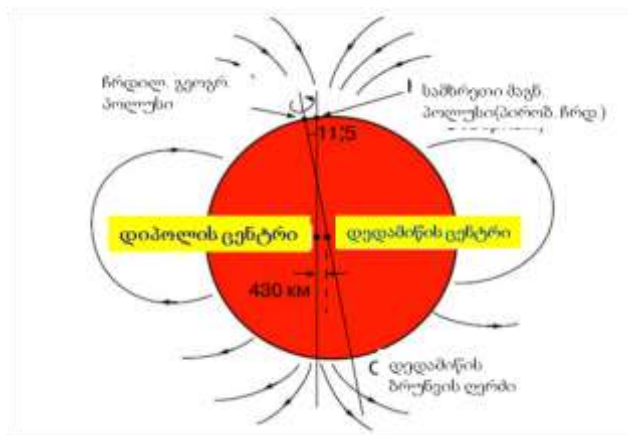 ჩრდილ. გეოგრ.
პოლუსი
სამხრეთი მაგნ.
პოლუსი(პირობ. ჩრდ.)
-11,5
დიპოლის ცენტრი
დედამიწის ცენტრი
430 км
C დედამიწის
ბრუნვის ღერძი